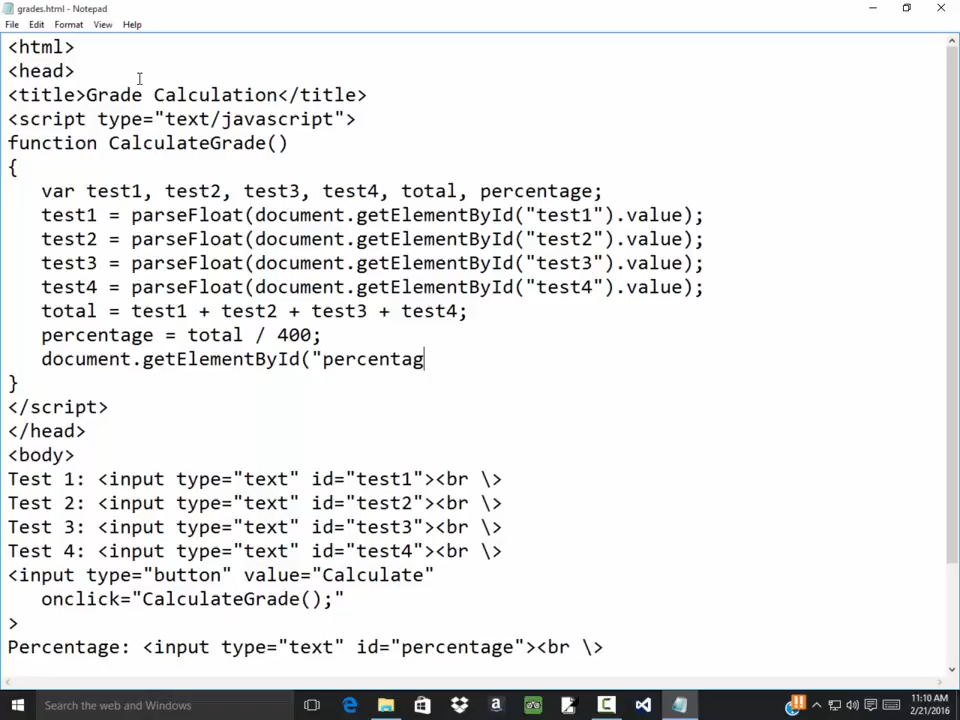 grades.html - Notepad
File Edit Format View Help
<html>
<head>
<title>Grade Calculation</title>
<script type="text/javascript">
function CalculateGrade()
{
var test1, test2, test3, test4, total, percentage;
test1 = parseFloat(document.getElementById("test1").value);
test2 = parseFloat(document.getElementById("test2").value);
test3 = parseFloat(document.getElementById("test3").value);
test4 = parseFloat(document.getElementById("test4").value);
total = test1 + test2 + test3 + test4;
percentage = total / 400;
document.getElementById("percentag
}
</script>
</head>
<body>
Test 1: <input type="text" id="test1"><br \>
Test 2: <input type="text" id="test2"><br \>
Test 3: <input type="text" id="test3"><br \>
Test 4: <input type="text" id="test4"><br \>
<input type="button" value="Calculate"
onclick="CalculateGrade();"
>
Percentage: <input type="text" id="percentage"><br \>
Search the web and Windows
11:10 AM
2/21/2016